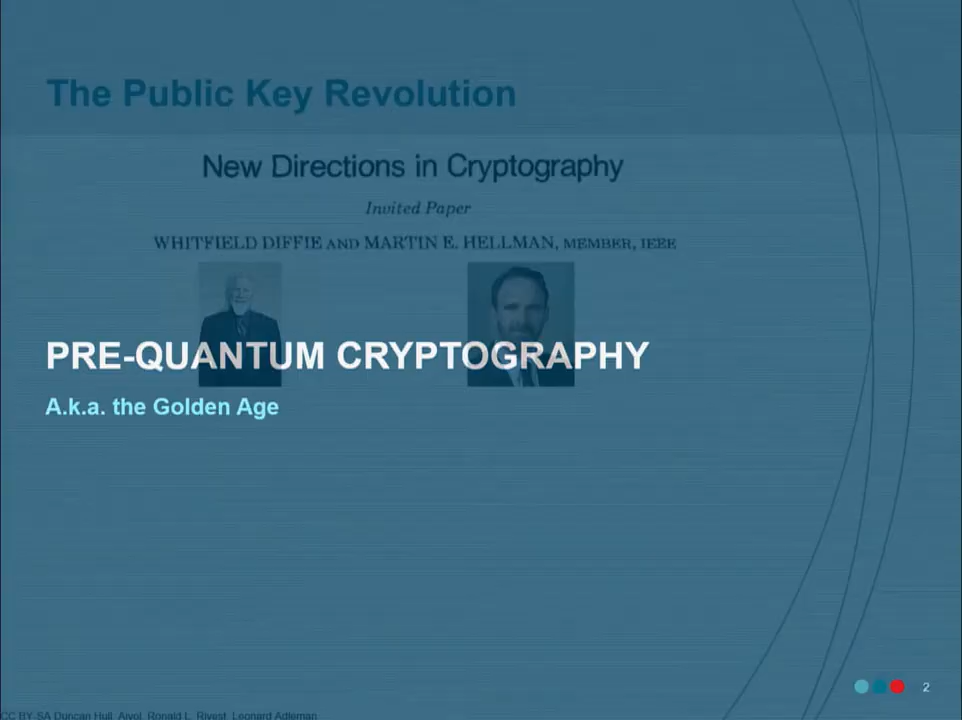 The Public Key Revolution
New Directions in Cryptography
Invited Paper
WHITFIELD DIFFIE AND MARTIN E. HELLMAN, MEMBER, IEEE
PRE-QUANTUM CRYPTOGRAPHY
A.k.a. the Golden Age
2
CC BY-SA Duncan Hull, Ajvol, Ronald L. Rivest, Leonard Adleman